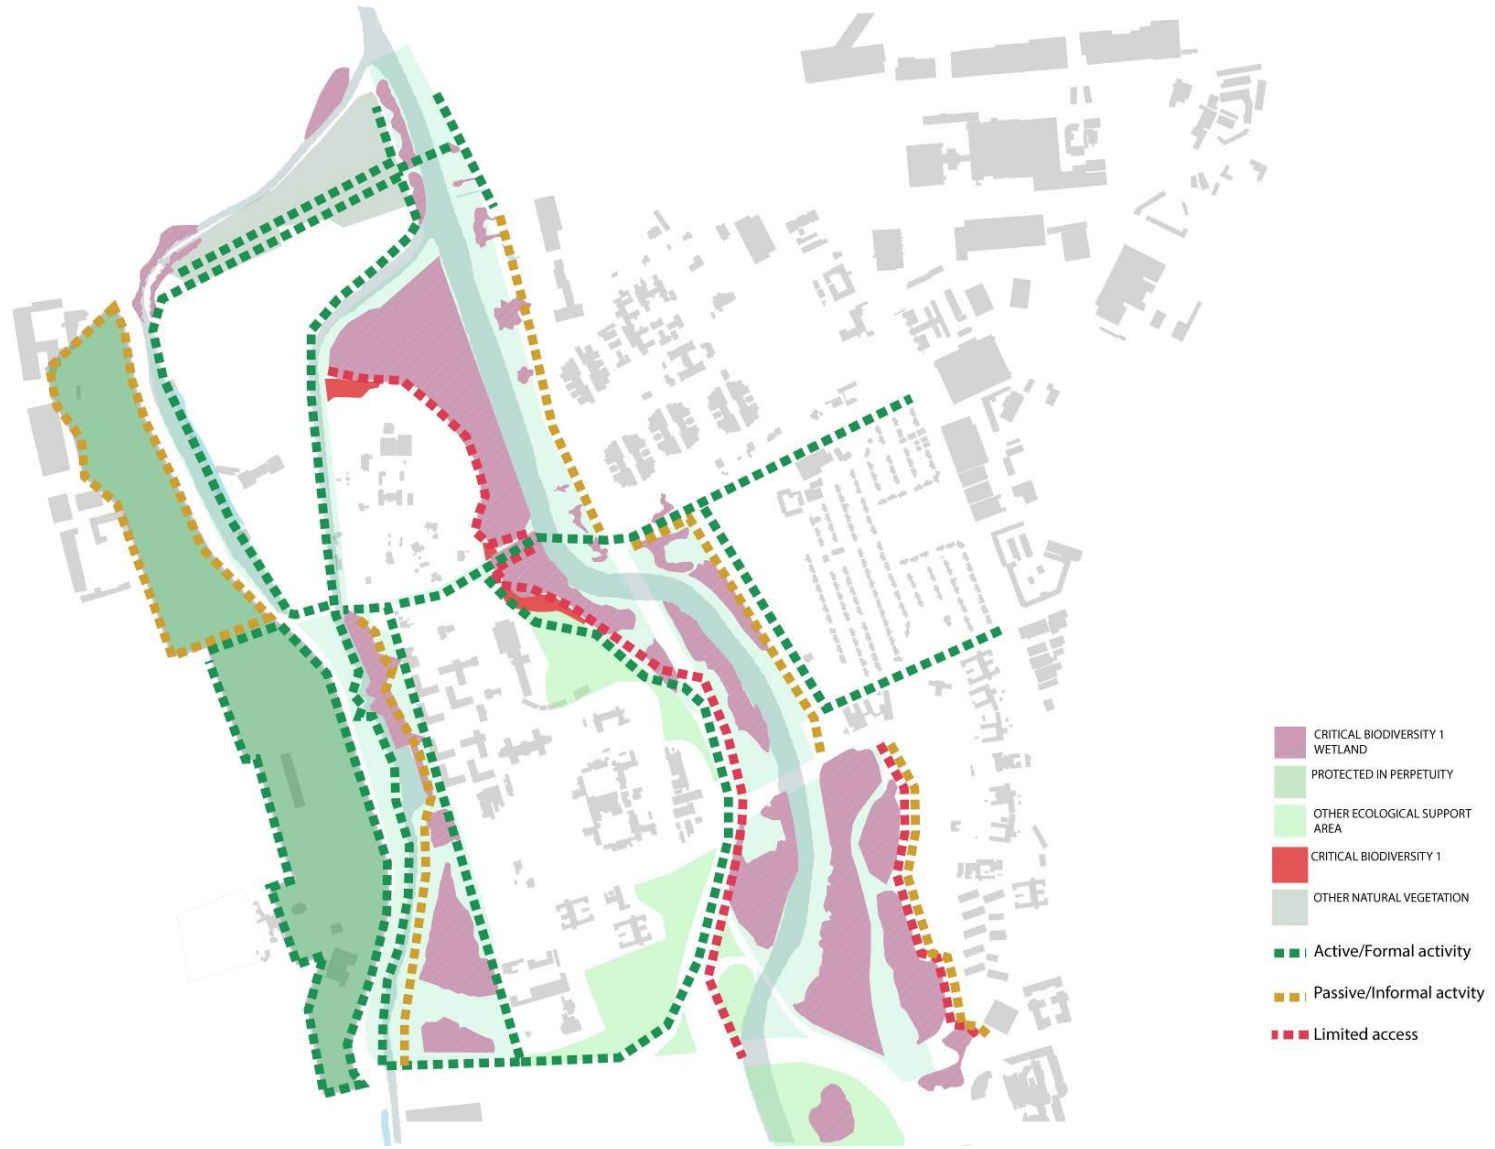 CRITICAL BIODIVERSITY 1
WETLAND
PROTECTED IN PERPETUITY
OTHER ECOLOGICAL SUPPORT
AREA
CRITICAL BIODIVERSITY 1
OTHER NATURAL VEGETATION
Active/Formal activity
Passive/Informal actvity
Limited access